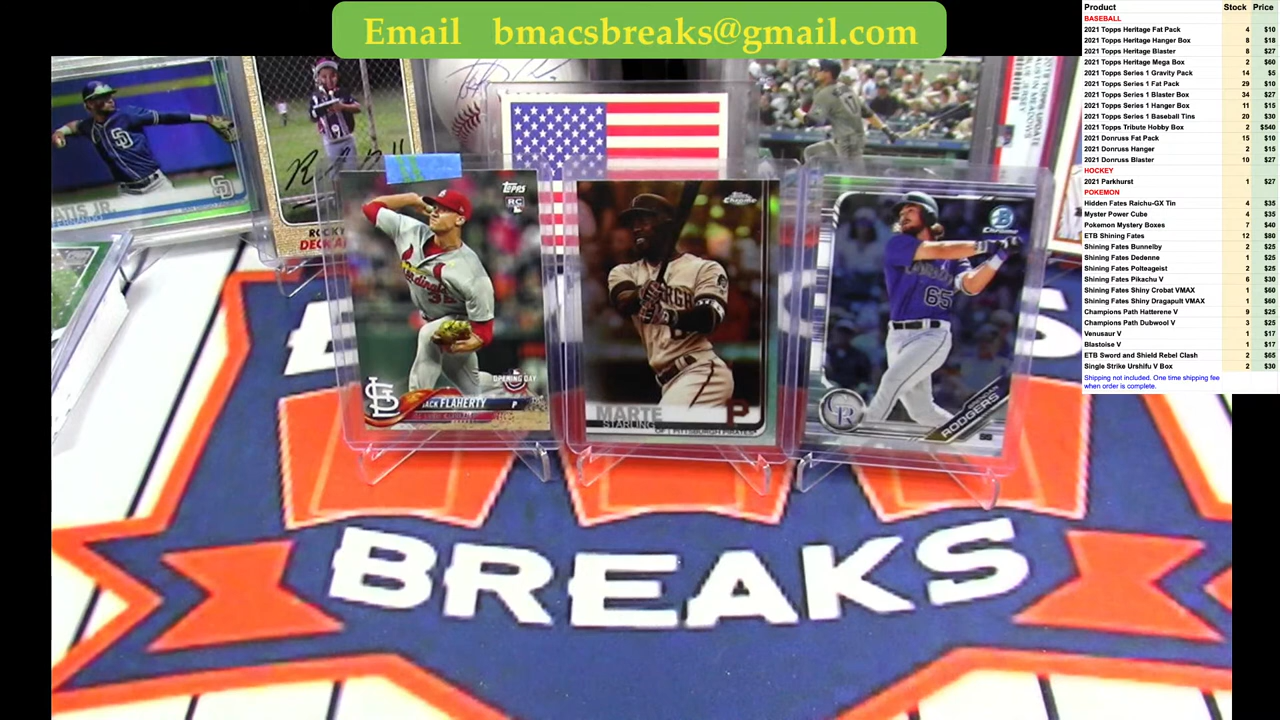 Email bmacsbreaks@gmail.com
Product Stock Price
BASEBALL
2021 Topps Heritage Fat Pack 4 $10
2021 Topps Heritage Hanger Box 8 $18
2021 Topps Heritage Blaster 8 $27
2021 Topps Heritage Mega Box 2 $60
2021 Topps Series 1 Gravity Pack 14 $5
2021 Topps Series 1 Fat Pack 29 $10
2021 Topps Series 1 Blaster Box 34 $27
2021 Topps Series 1 Hanger Box 11 $15
2021 Topps Series 1 Baseball Tins 20 $30
2021 Topps Tribute Hobby Box 2 $540
2021 Donruss Fat Pack 15 $10
2021 Donruss Hanger 2 $15
2021 Donruss Blaster 10 $27
HOCKEY
2021 Parkhurst 1 $27
POKEMON
Hidden Fates Raichu-GX Tin 4 $35
Myster Power Cube 4 $35
Pokemon Mystery Boxes 7 $40
ETB Shining Fates 12 $80
Shining Fates Bunnelby 2 $25
Shining Fates Dedenne 1 $25
Shining Fates Polteageist 2 $25
Shining Fates Pikachu V 6 $30
Shining Fates Shiny Crobat VMAX 1 $60
Shining Fates Shiny Dragapult VMAX 1 $60
Champions Path Hatterene V 9 $25
Champions Path Dubwool V 3 $25
Venusaur V 1 $17
Blastoise V 1 $17
ETB Sword and Shield Rebel Clash 2 $65
Single Strike Urshifu V Box 2 $30
Shipping not included. One time shipping fee
when order is complete.
SD
9
ROCKY
TOPPS
RC
Cardinals
OPENING DAY
JACK FLAHERTY P
Chrome
MARTE
STARLING
P
Chrome
65
CR
RODGERS
BREAKS